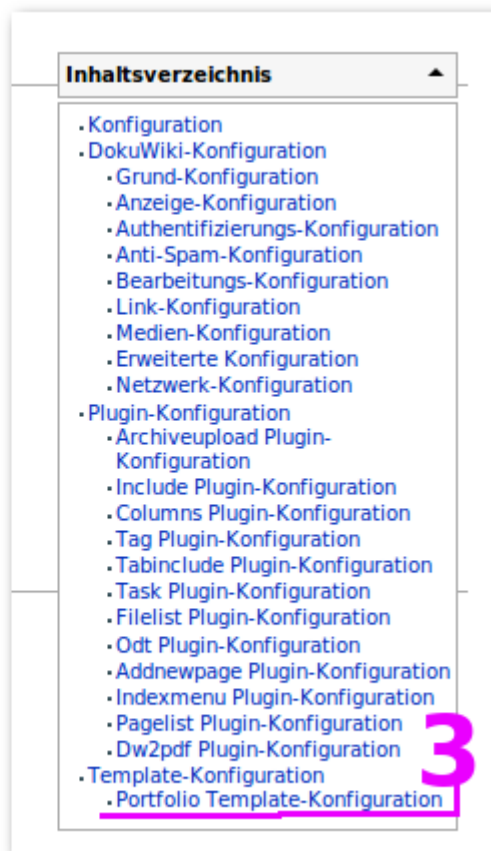 Inhaltsverzeichnis
Konfiguration
DokuWiki-Konfiguration
Grund-Konfiguration
Anzeige-Konfiguration
Authentifizierungs-Konfiguration
Anti-Spam-Konfiguration
Bearbeitungs-Konfiguration
Link-Konfiguration
Medien-Konfiguration
Erweiterte Konfiguration
Netzwerk-Konfiguration
Plugin-Konfiguration
Archiveupload Plugin-
Konfiguration
Include Plugin-Konfiguration
Columns Plugin-Konfiguration
Tag Plugin-Konfiguration
Tabinclude Plugin-Konfiguration
Task Plugin-Konfiguration
Filelist Plugin-Konfiguration
Odt Plugin-Konfiguration
Addnewpage Plugin-Konfiguration
Indexmenu Plugin-Konfiguration
Pagelist Plugin-Konfiguration
Dw2pdf Plugin-Konfiguration
3
Template-Konfiguration
Portfolio Template-Konfiguration